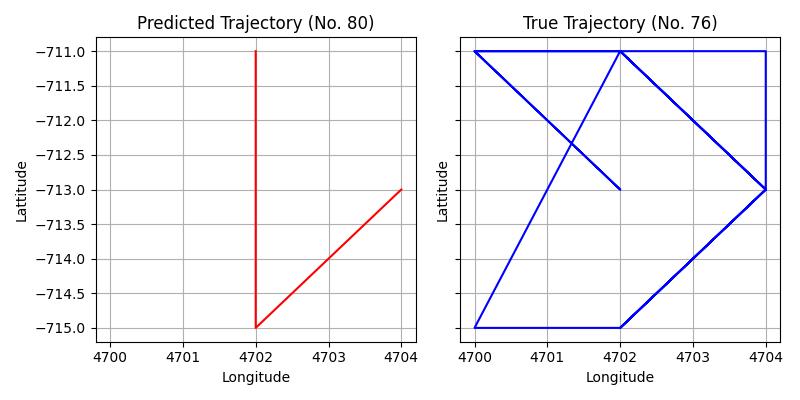 Predicted Trajectory (No. 80)
−711.0
−711.5
−712.0
−712.5
−713.0
−713.5
−714.0
−714.5
−715.0
Lattitude
4700 4701 4702 4703 4704
Longitude
True Trajectory (No. 76)
Lattitude
4700 4701 4702 4703 4704
Longitude